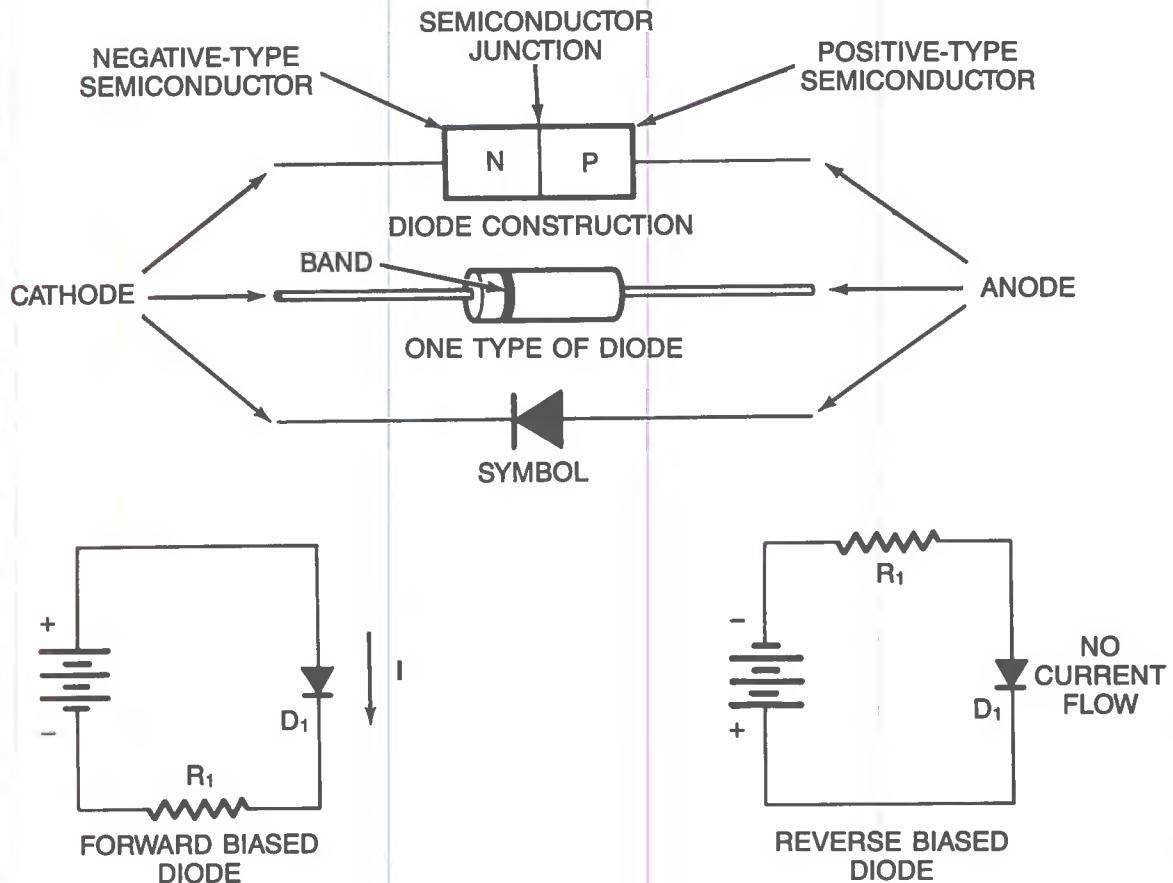 SEMICONDUCTOR
JUNCTION
NEGATIVE-TYPE
SEMICONDUCTOR
POSITIVE-TYPE
SEMICONDUCTOR
N
P
DIODE CONSTRUCTION
BAND
CATHODE
ANODE
ONE TYPE OF DIODE
SYMBOL
+
−
I
D₁
R₁
FORWARD BIASED
DIODE
R₁
−
+
D₁
NO
CURRENT
FLOW
REVERSE BIASED
DIODE